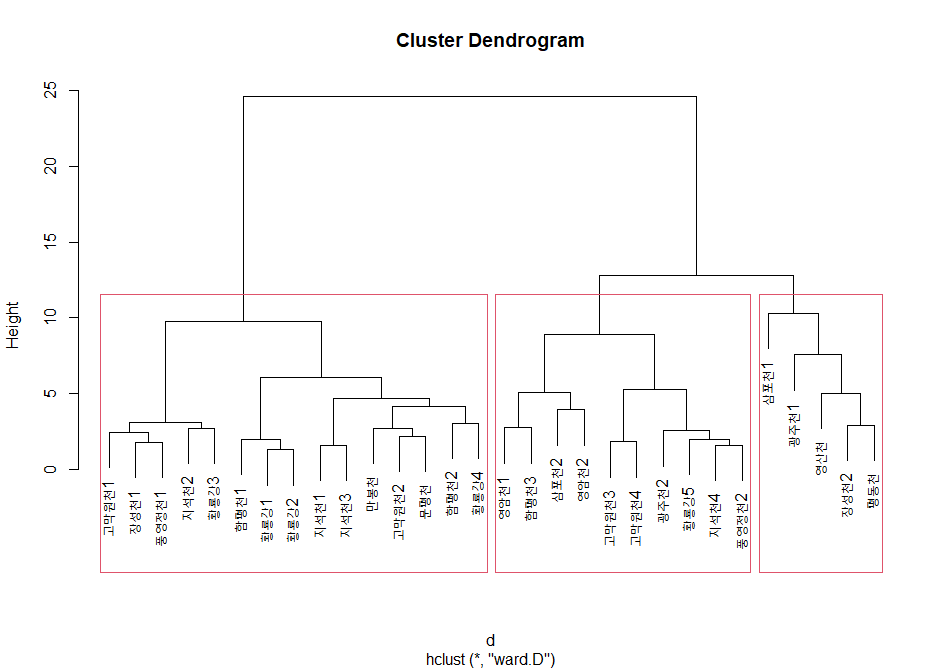 Cluster Dendrogram
Height
25
20
15
10
5
0
고막원천1
장성천1
풍영정천1
지석천2
황룡강3
함평천1
황룡강1
황룡강2
지석천1
지석천3
만봉천
고막원천2
문평천
함평천2
황룡강4
영암천1
함평천3
삼포천2
영암천2
고막원천3
고막원천4
광주천2
황룡강5
지석천4
풍영정천2
삼포천1
광주천1
영산천
장성천2
평동천
d
hclust (*, "ward.D")